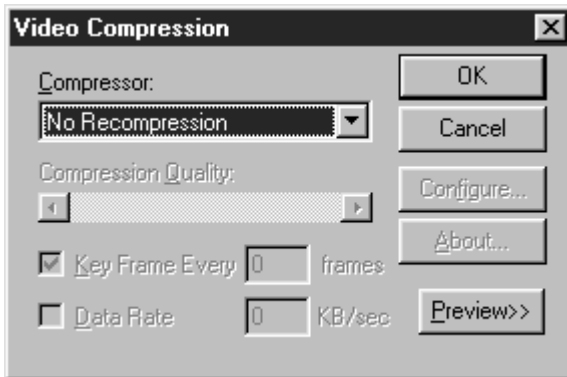 Video Compression
Compressor:
No Recompression
Compression Quality:
Key Frame Every 0 frames
Data Rate 0 KB/sec
OK
Cancel
Configure...
About...
Preview>>